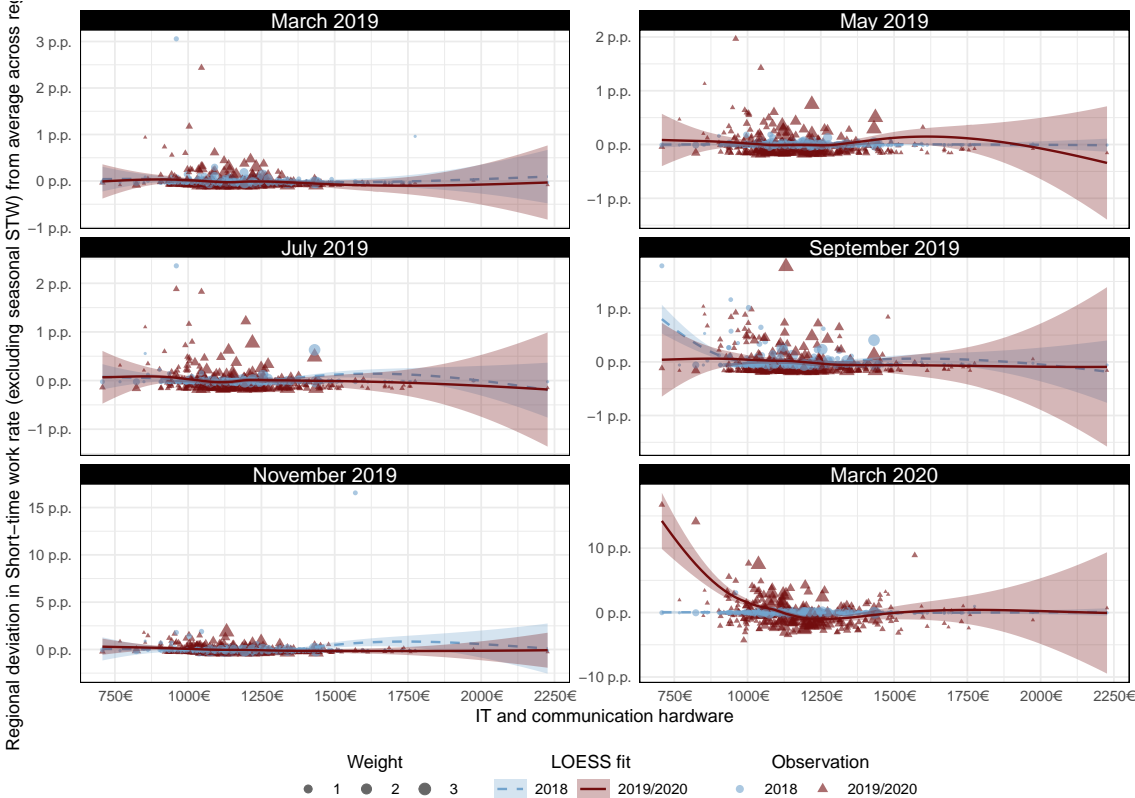 Regional deviation in Short−time work rate (excluding seasonal STW) from average across
March 2019
3 p.p.
2 p.p.
1 p.p.
0 p.p.
−1 p.p.
May 2019
2 p.p.
1 p.p.
0 p.p.
−1 p.p.
July 2019
2 p.p.
1 p.p.
0 p.p.
−1 p.p.
September 2019
1 p.p.
0 p.p.
−1 p.p.
November 2019
15 p.p.
10 p.p.
5 p.p.
0 p.p.
March 2020
10 p.p.
0 p.p.
−10 p.p.
750€ 1000€ 1250€ 1500€ 1750€ 2000€ 2250€
750€ 1000€ 1250€ 1500€ 1750€ 2000€ 2250€
IT and communication hardware
Weight
1 2 3
LOESS fit
2018 2019/2020
Observation
2018 2019/2020